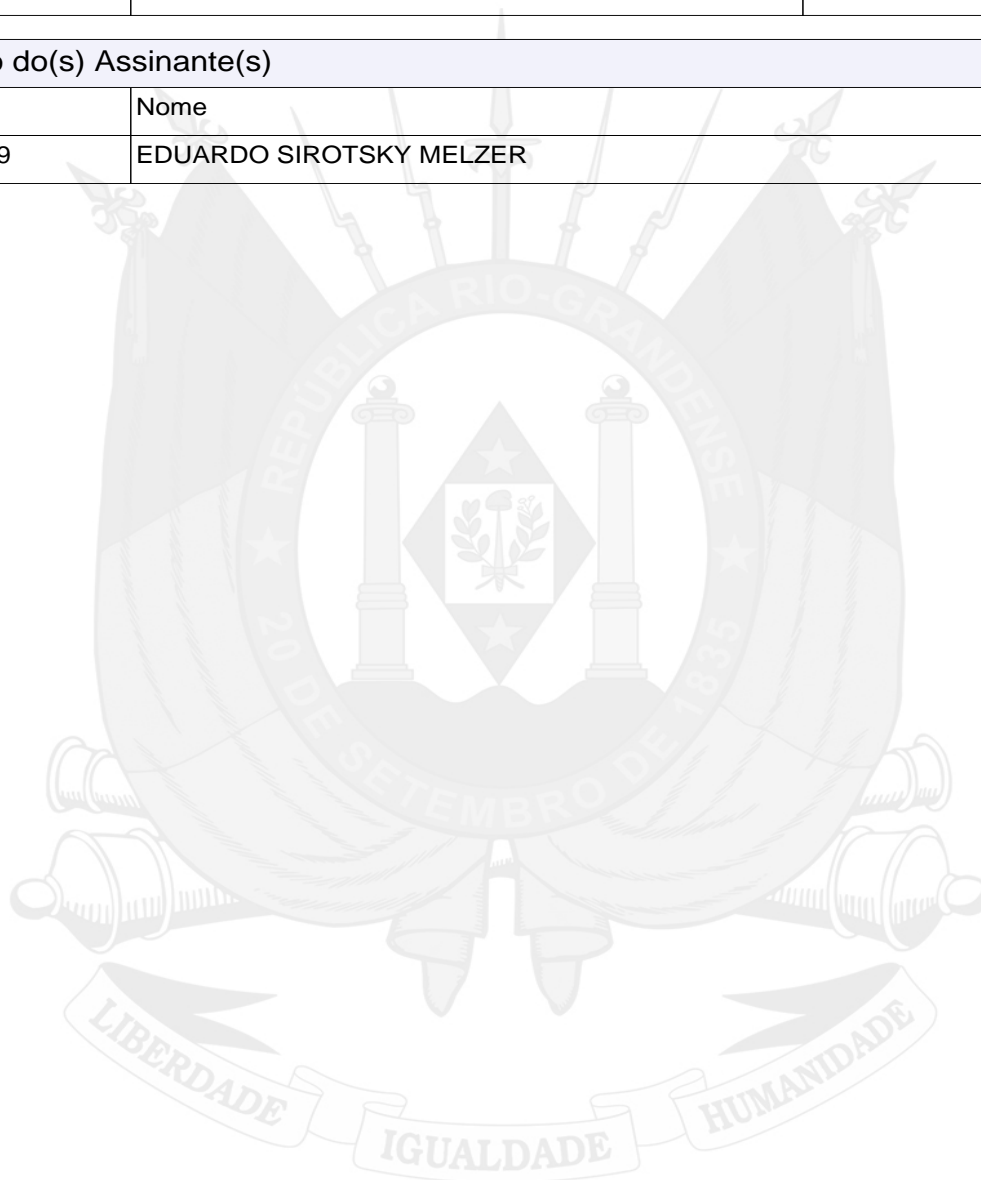 o do(s) Assinante(s)
Nome
9 EDUARDO SIROTSKY MELZER
REPÚBLICA RIO-GRANDENSE
★ 20 DE SETEMBRO DE 1835 ★
LIBERDADE IGUALDADE HUMANIDADE